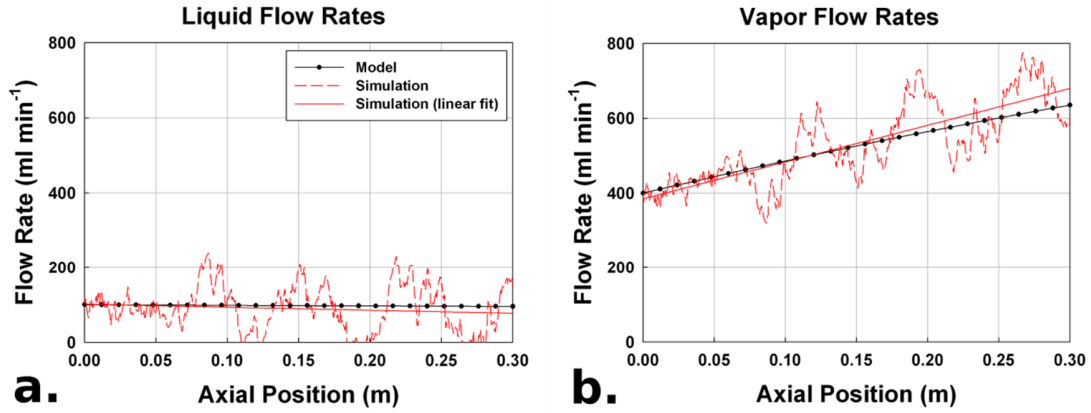 Liquid Flow Rates
800
600
400
200
0
Flow Rate (ml min⁻¹)
Model
Simulation
Simulation (linear fit)
0.00 0.05 0.10 0.15 0.20 0.25 0.30
Axial Position (m)
a.
Vapor Flow Rates
800
600
400
200
0
Flow Rate (ml min⁻¹)
0.00 0.05 0.10 0.15 0.20 0.25 0.30
Axial Position (m)
b.